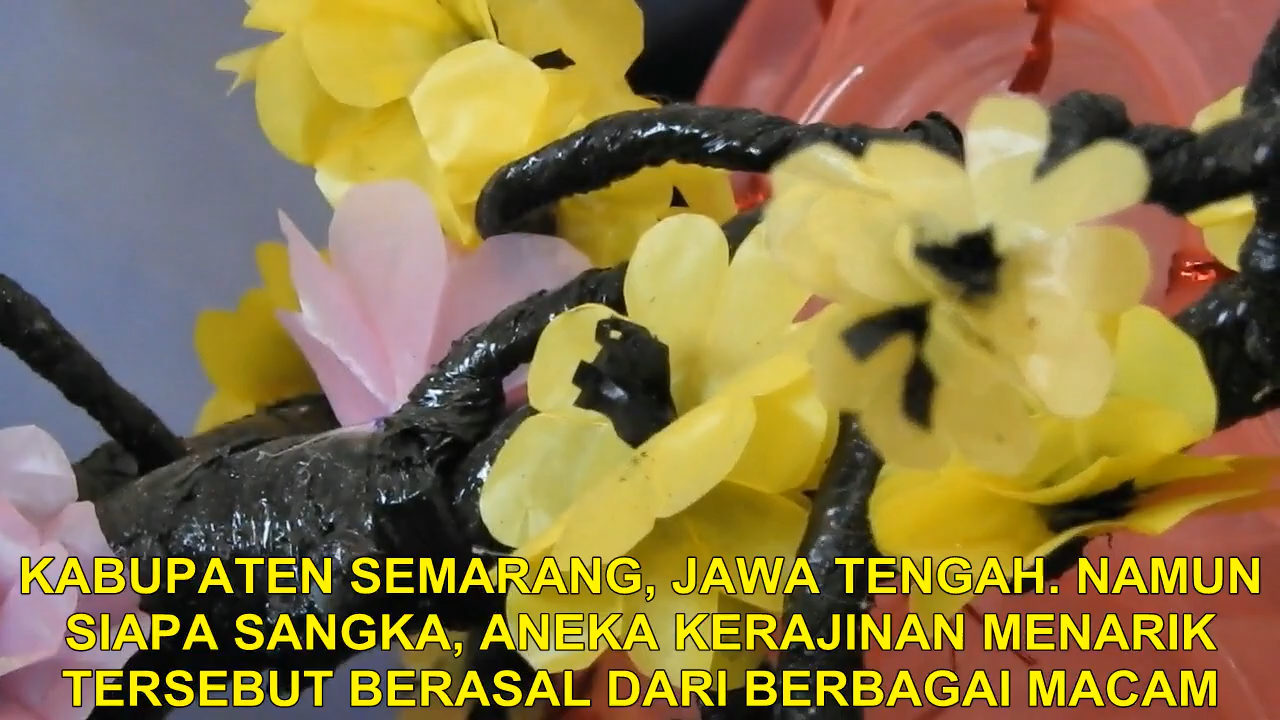 KABUPATEN SEMARANG, JAWA TENGAH. NAMUN
SIAPA SANGKA, ANEKA KERAJINAN MENARIK
TERSEBUT BERASAL DARI BERBAGAI MACAM